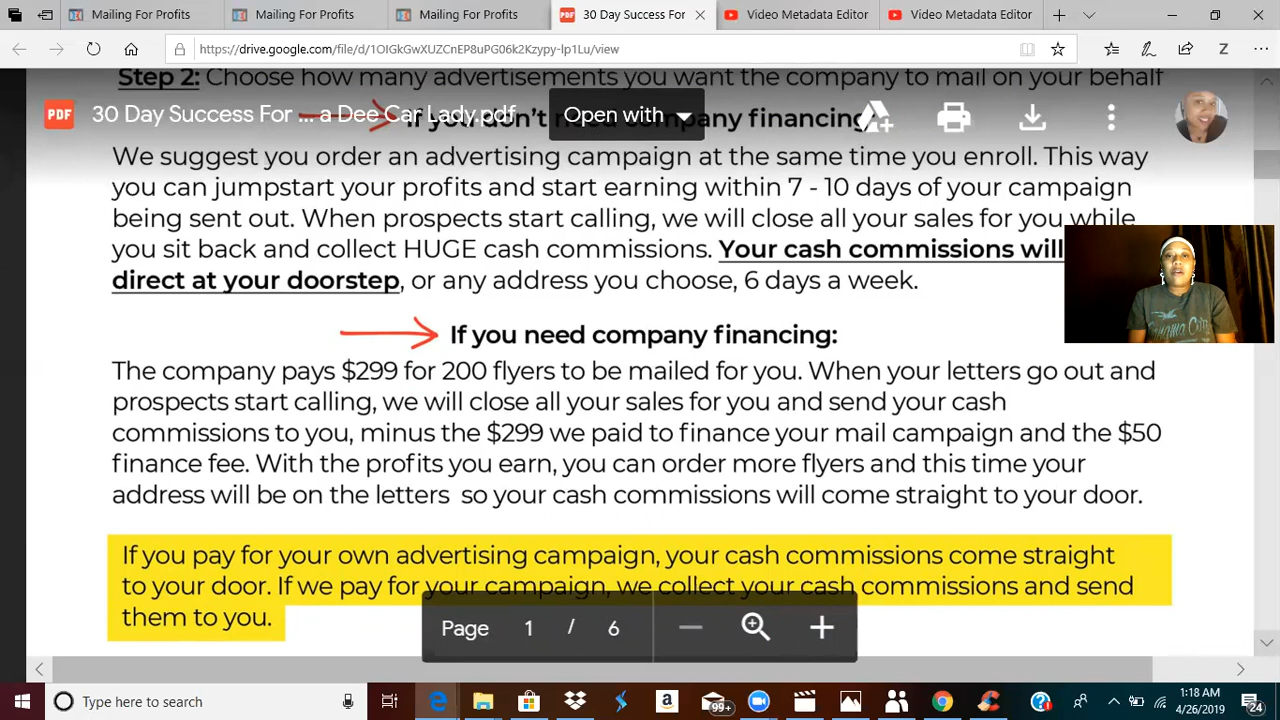 Mailing For Profits
Mailing For Profits
Mailing For Profits
PDF
30 Day Success For
Video Metadata Editor
Video Metadata Editor
https://drive.google.com/file/d/1OIGkGwXUZCnEP8uPG06k2Kzypy-lp1Lu/view
Z
Step 2: Choose how many advertisements you want the company to mail on your behalf
PDF
30 Day Success For ... a Dee Car Lady.pdf
Open with
If you don't need company financing:
We suggest you order an advertising campaign at the same time you enroll. This way
you can jumpstart your profits and start earning within 7 - 10 days of your campaign
being sent out. When prospects start calling, we will close all your sales for you while
you sit back and collect HUGE cash commissions. Your cash commissions will
direct at your doorstep, or any address you choose, 6 days a week.
If you need company financing:
The company pays $299 for 200 flyers to be mailed for you. When your letters go out and
prospects start calling, we will close all your sales for you and send your cash
commissions to you, minus the $299 we paid to finance your mail campaign and the $50
finance fee. With the profits you earn, you can order more flyers and this time your
address will be on the letters so your cash commissions will come straight to your door.
If you pay for your own advertising campaign, your cash commissions come straight
to your door. If we pay for your campaign, we collect your cash commissions and send
them to you.
Page 1 / 6
Type here to search
99+
1:18 AM
4/26/2019
24